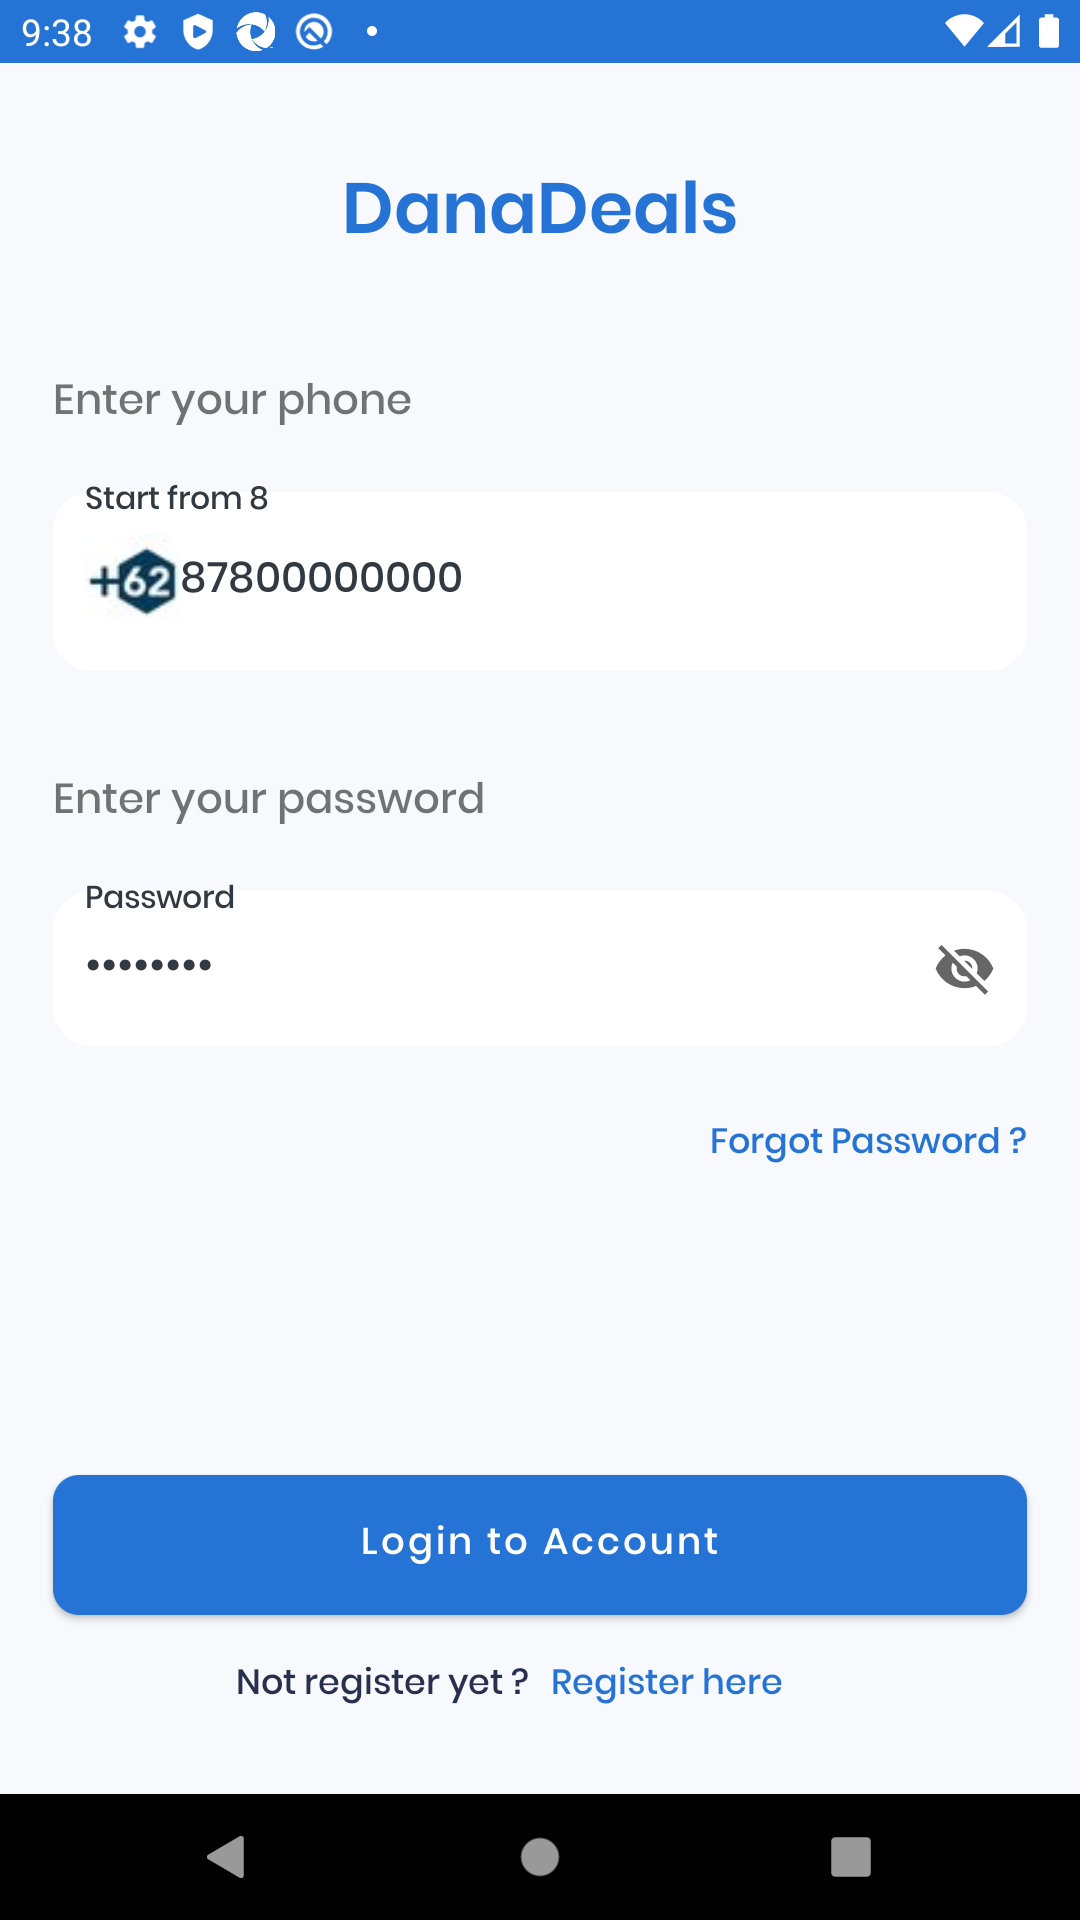 9:38
DanaDeals
Enter your phone
Start from 8
+62 87800000000
Enter your password
Password
••••••••
Forgot Password ?
Login to Account
Not register yet ? Register here